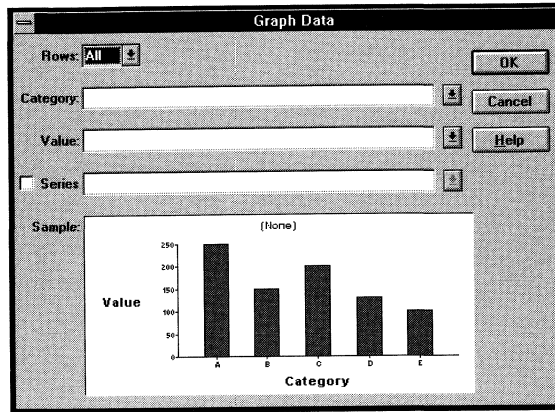 Graph Data
Rows: All
OK
Category:
Cancel
Value:
Help
Series
Sample:
(None)
250
200
150
100
50
0
Value
A B C D E
Category